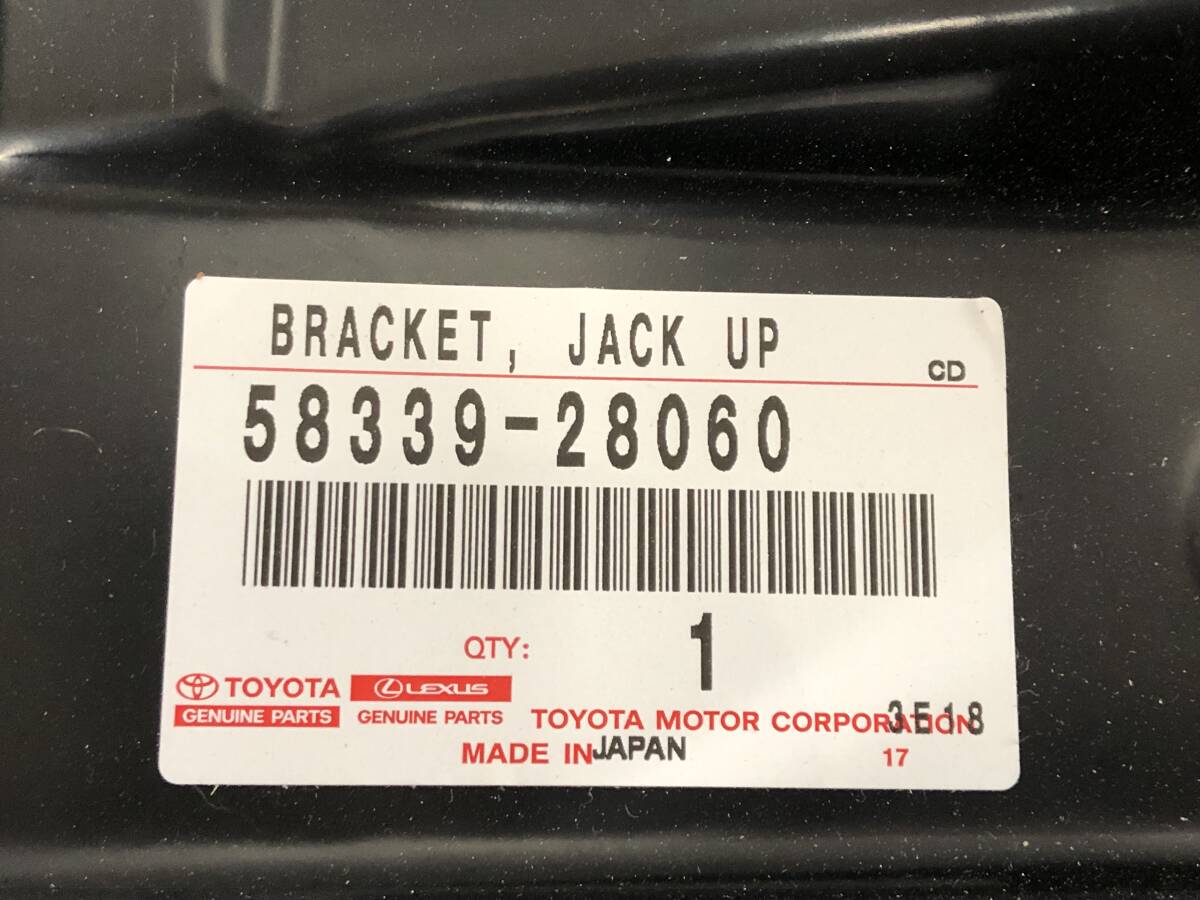 BRACKET, JACK UP
CD
58339-28060
QTY: 1
TOYOTA LEXUS
GENUINE PARTS GENUINE PARTS TOYOTA MOTOR CORPORATION 3E18
MADE IN JAPAN 17